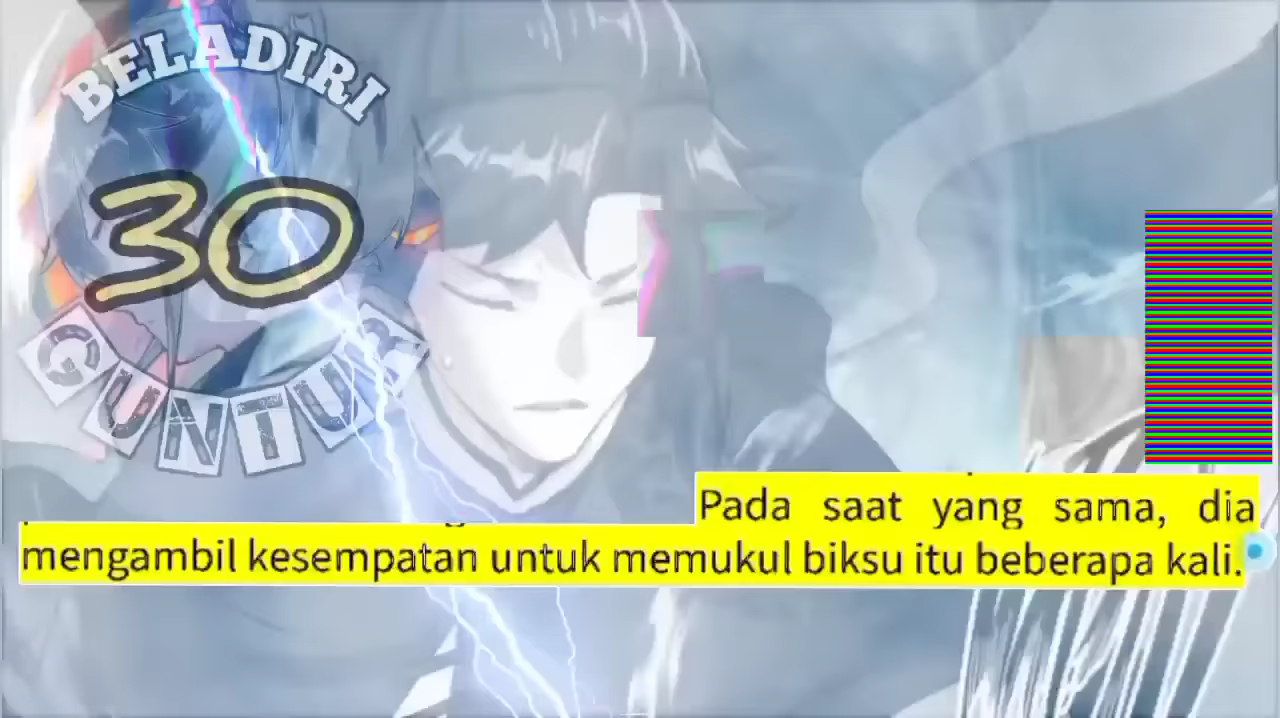 BELADIRI
30
GUNTUR
Pada saat yang sama, dia
mengambil kesempatan untuk memukul biksu itu beberapa kali.